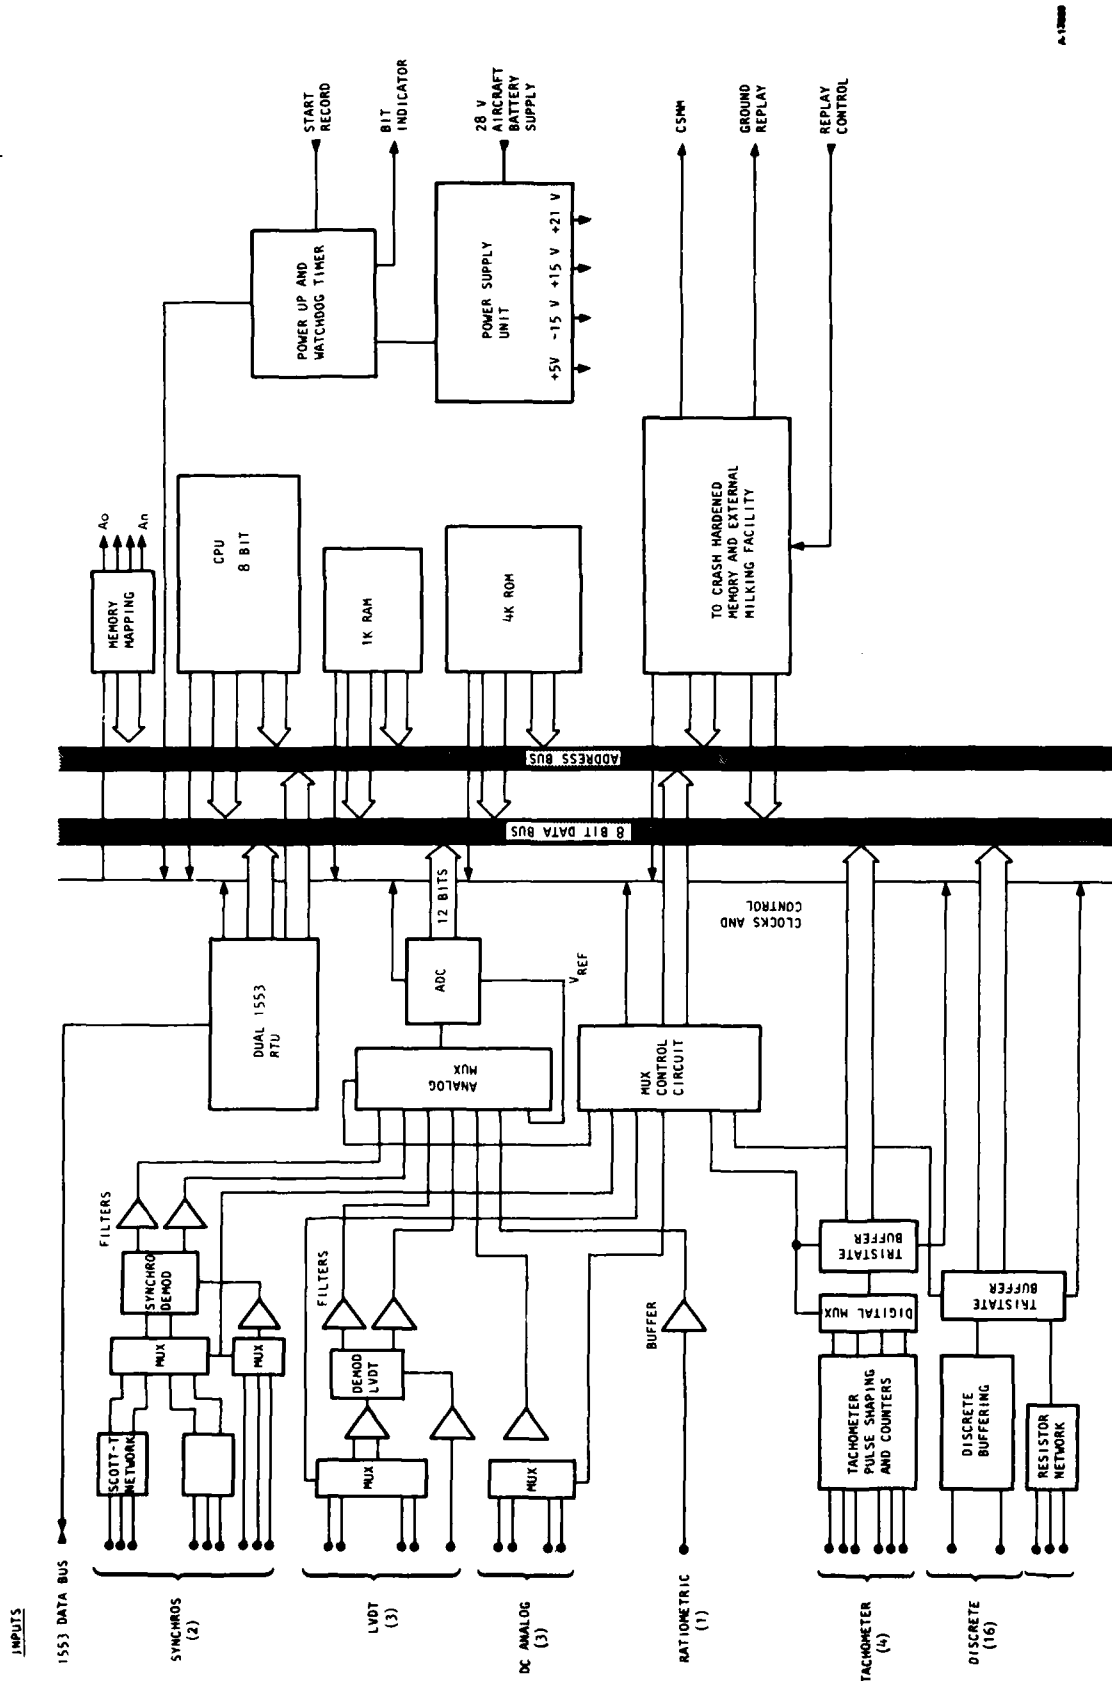 INPUTS
1553 DATA BUS
SYNCHROS
(2)
LVDT
(3)
DC ANALOG
(3)
RATIOMETRIC
(1)
TACHOMETER
(4)
DISCRETE
(16)
SCOTT-T
NETWORK
MUX
MUX
SYNCHRO
DEMOD
FILTERS
MUX
DEMOD
LVDT
FILTERS
MUX
BUFFER
TACHOMETER
PULSE SHAPING
AND COUNTERS
DIGITAL MUX
TRISTATE
BUFFER
DISCRETE
BUFFERING
RESISTOR
NETWORK
TRISTATE
BUFFER
DUAL 1553
RTU
ANALOG
MUX
ADC
12 BITS
VREF
MUX
CONTROL
CIRCUIT
CLOCKS AND
CONTROL
8 BIT DATA BUS
ADDRESS BUS
MEMORY
MAPPING
Ao
An
CPU
8 BIT
1K RAM
4K ROM
TO CRASH HARDENED
MEMORY AND EXTERNAL
MILKING FACILITY
POWER UP AND
WATCHDOG TIMER
POWER SUPPLY
UNIT
+5V -15 V +15 V +21 V
START
RECORD
BIT
INDICATOR
28 V
AIRCRAFT
BATTERY
SUPPLY
CSMM
GROUND
REPLAY
REPLAY
CONTROL